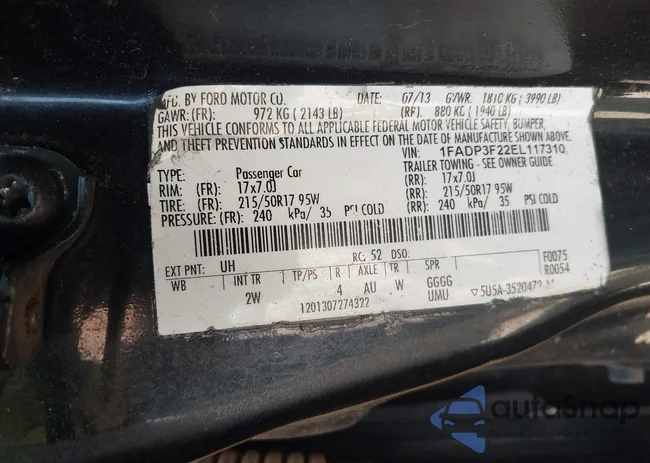 MFD. BY FORD MOTOR CO. DATE: 07/13 GVWR: 1810 KG ( 3990 LB)
GAWR: (FR): 972 KG ( 2143 LB) (RF). 880 KG ( 1940 LB)
THIS VEHICLE CONFORMS TO ALL APPLICABLE FEDERAL MOTOR VEHICLE SAFETY, BUMPER,
AND THEFT PREVENTION STANDARDS IN EFFECT ON THE DATE OF MANUFACTURE SHOWN ABOVE.
VIN: 1FADP3F22EL117310
TYPE: Passenger Car TRAILER TOWING - SEE OWNER GUIDE
RIM: (FR) 17x7.0J (RR) 17x7.0J
TIRE: (FR) 215/50R17 95W (RR) 215/50R17 95W
PRESSURE: (FR) 240 kPa/ 35 PSI COLD (RR) 240 kPa/ 35 PSI COLD
EXT PNT: UH RC: 52 DSO: F0075
WB INT TR TP/PS R AXLE TR SPR R0054
2W 4 AU W GGGG
UMU
1201307274322
5U5A-3520472
autoSnap